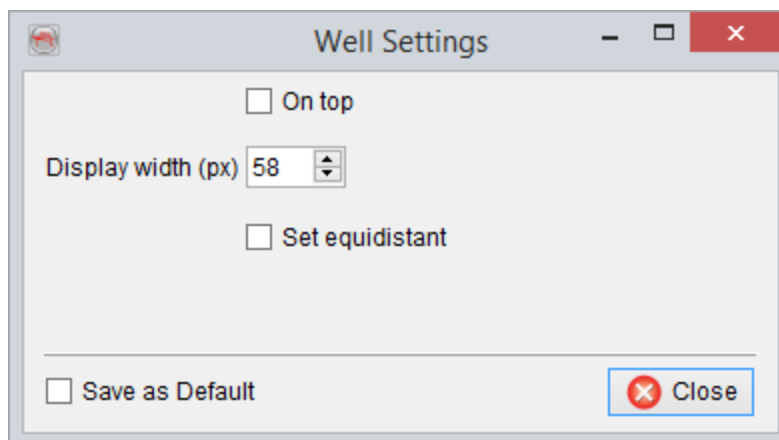 Well Settings
On top
Display width (px) 58
Set equidistant
Save as Default Close